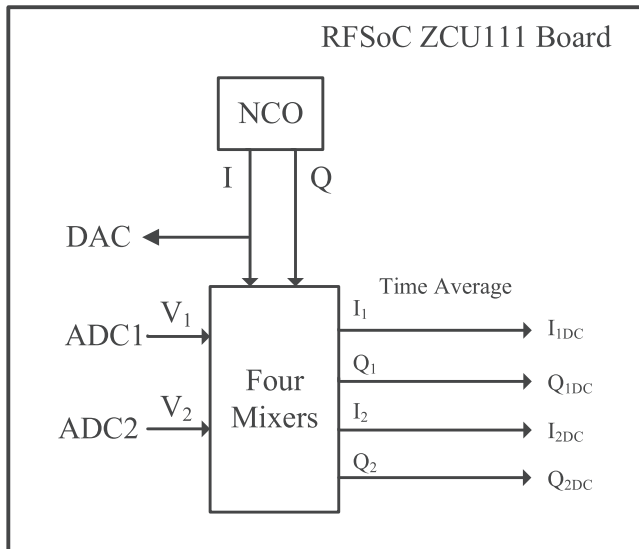 RFSoC ZCU111 Board
NCO
I
Q
DAC
Time Average
V1
I1
I1DC
ADC1
Four
Mixers
Q1
Q1DC
V2
I2
I2DC
ADC2
Q2
Q2DC